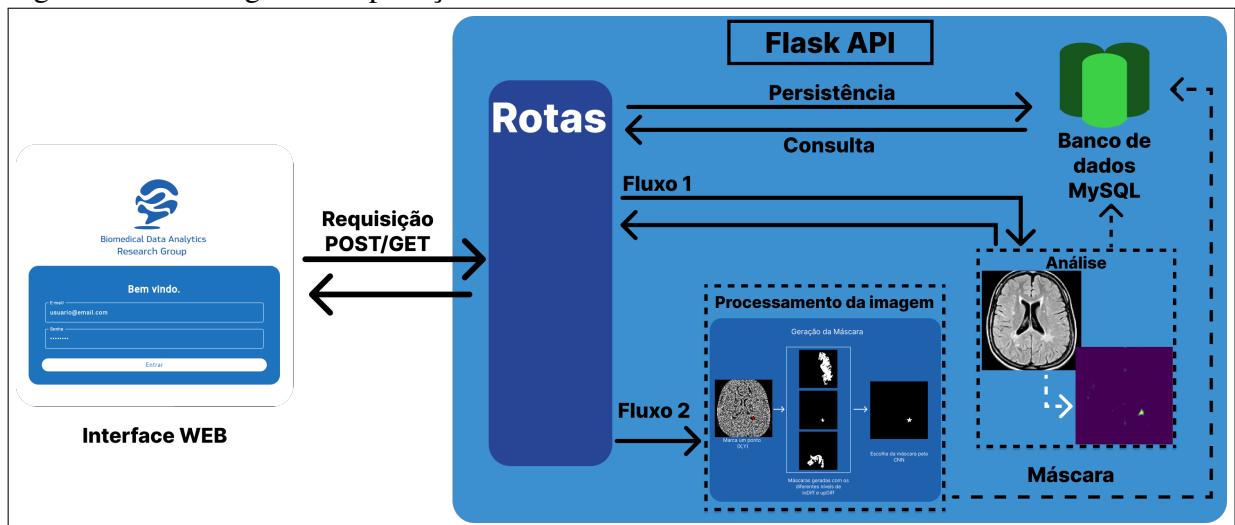 Flask API
Rotas
Persistência
Consulta
Banco de
dados
MySQL
Fluxo 1
Requisição
POST/GET
Biomedical Data Analytics
Research Group
Bem vindo.
E-mail
usuario@email.com
Senha
********
Entrar
Interface WEB
Análise
Máscara
Processamento da imagem
Geração da Máscara
Fluxo 2
Marca um ponto
(X,Y)
Máscaras geradas com os
diferentes níveis de
loDiff e upDiff
Escolha da máscara pela
CNN